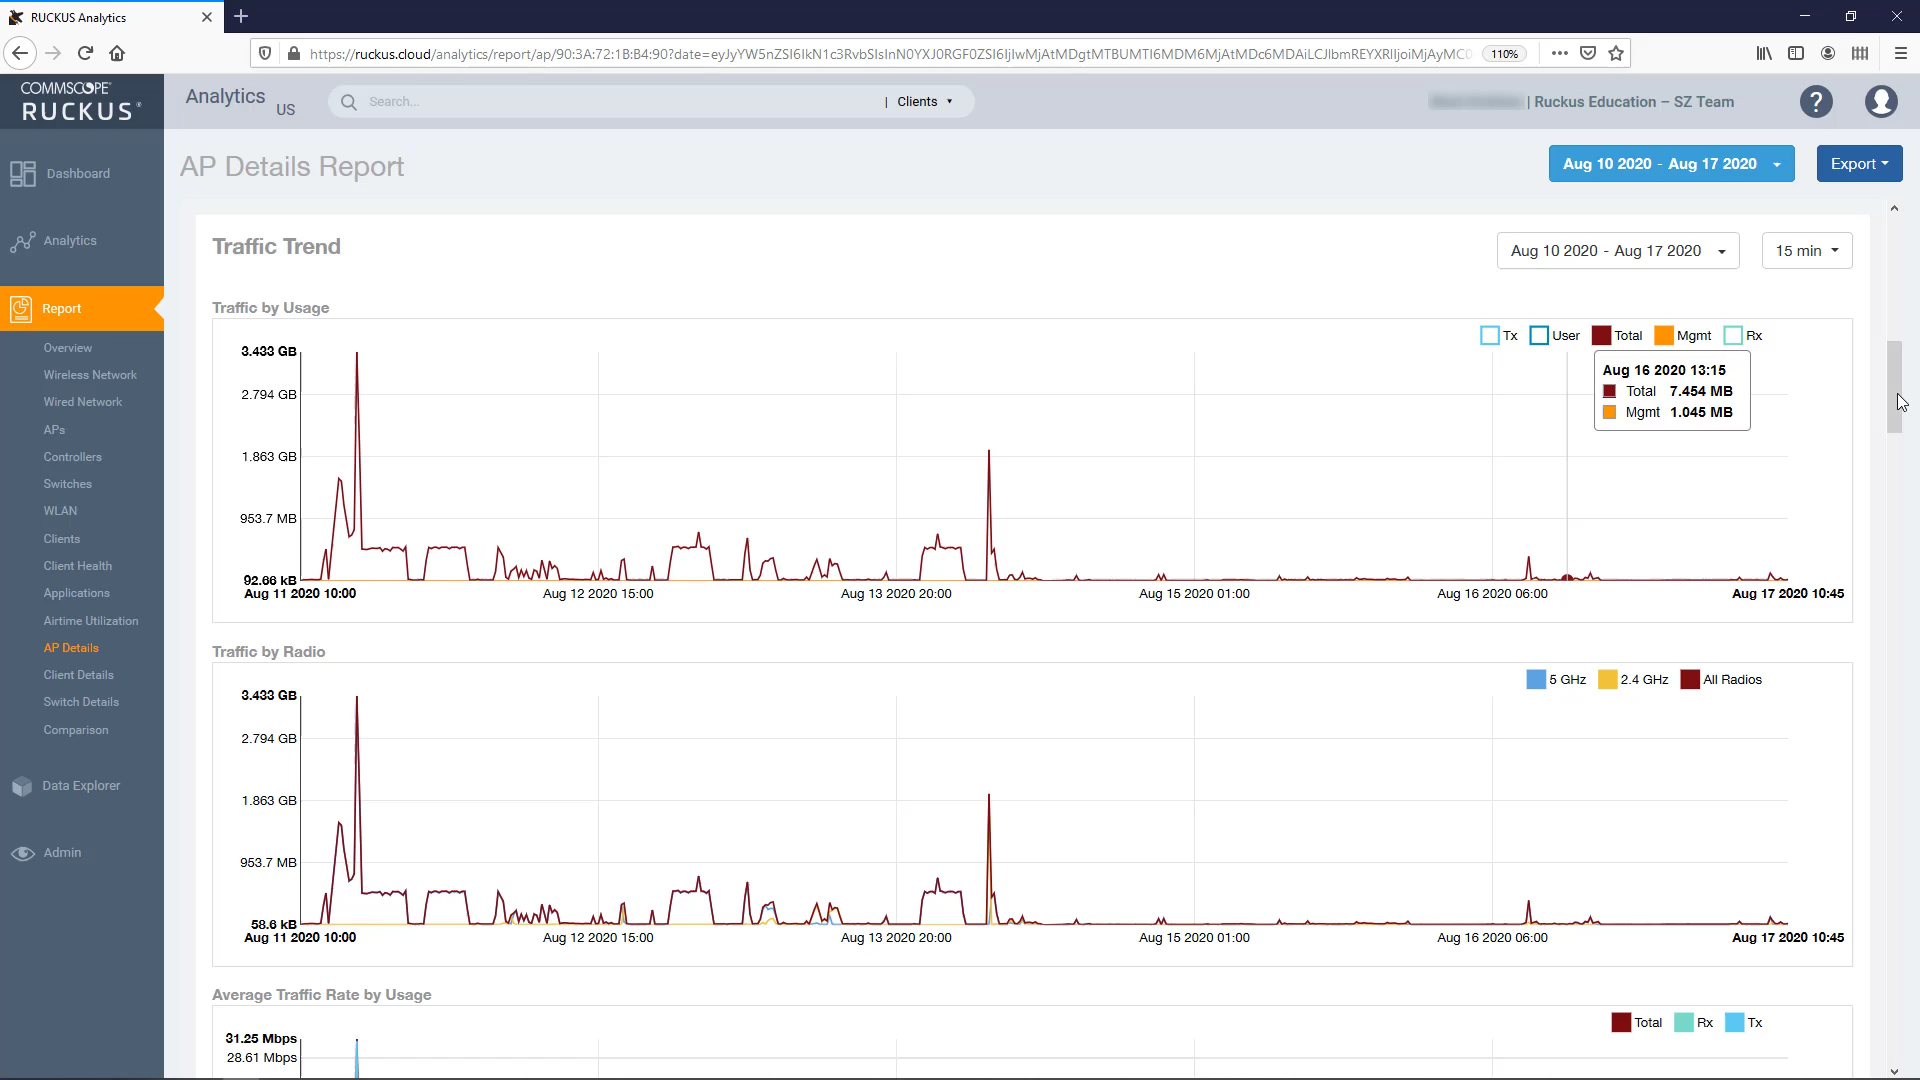 RUCKUS Analytics
https://ruckus.cloud/analytics/report/ap/90:3A:72:1B:B4:90?date=
110%
COMMSCOPE
RUCKUS
Analytics US
Search...
| Clients
| Ruckus Education – SZ Team
?
Dashboard
Analytics
Report
Overview
Wireless Network
Wired Network
APs
Controllers
Switches
WLAN
Clients
Client Health
Applications
Airtime Utilization
AP Details
Client Details
Switch Details
Comparison
Data Explorer
Admin
AP Details Report
Aug 10 2020 - Aug 17 2020
Export
Traffic Trend
Aug 10 2020 - Aug 17 2020
15 min
Traffic by Usage
Tx User Total Mgmt Rx
Aug 16 2020 13:15
Total 7.454 MB
Mgmt 1.045 MB
3.433 GB
2.794 GB
1.863 GB
953.7 MB
92.66 kB
Aug 11 2020 10:00 Aug 12 2020 15:00 Aug 13 2020 20:00 Aug 15 2020 01:00 Aug 16 2020 06:00 Aug 17 2020 10:45
Traffic by Radio
5 GHz 2.4 GHz All Radios
3.433 GB
2.794 GB
1.863 GB
953.7 MB
58.6 kB
Aug 11 2020 10:00 Aug 12 2020 15:00 Aug 13 2020 20:00 Aug 15 2020 01:00 Aug 16 2020 06:00 Aug 17 2020 10:45
Average Traffic Rate by Usage
Total Rx Tx
31.25 Mbps
28.61 Mbps